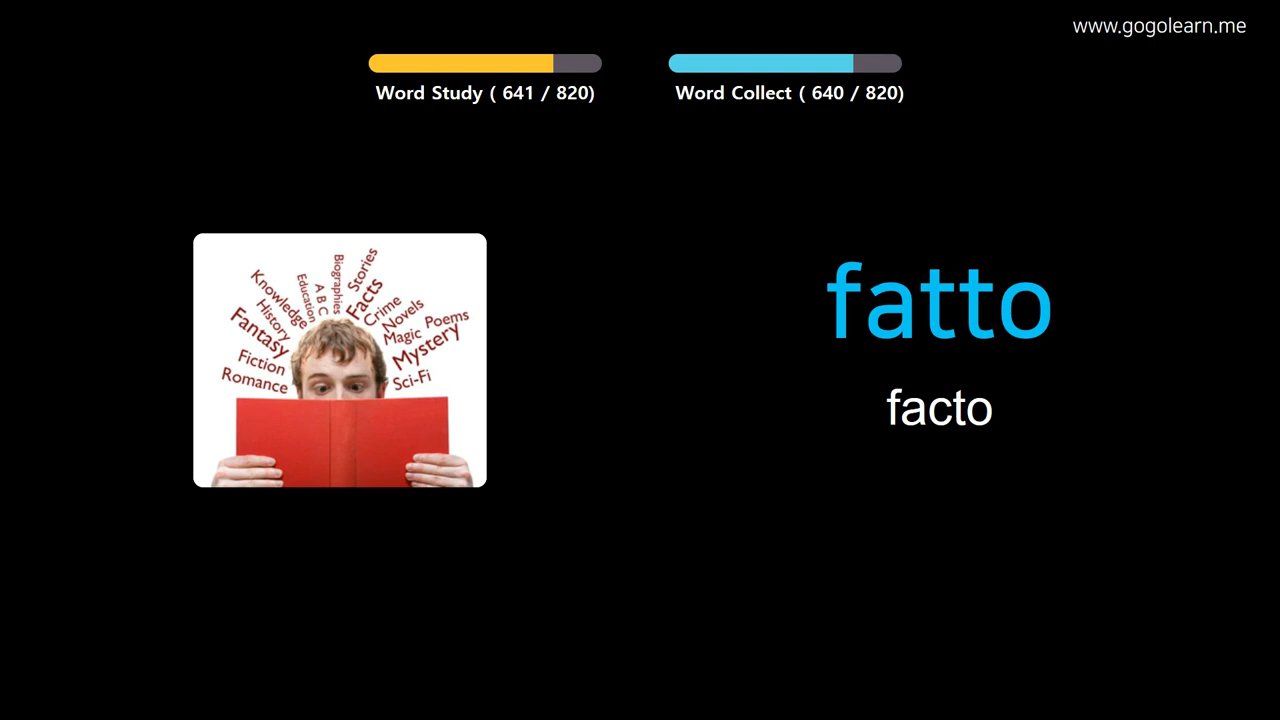 www.gogolearn.me
Word Study ( 641 / 820)
Word Collect ( 640 / 820)
Knowledge
History
Fantasy
Fiction
Romance
Education
A B C
Biographies
Stories
Facts
Crime
Novels
Magic
Poems
Mystery
Sci-Fi
fatto
facto